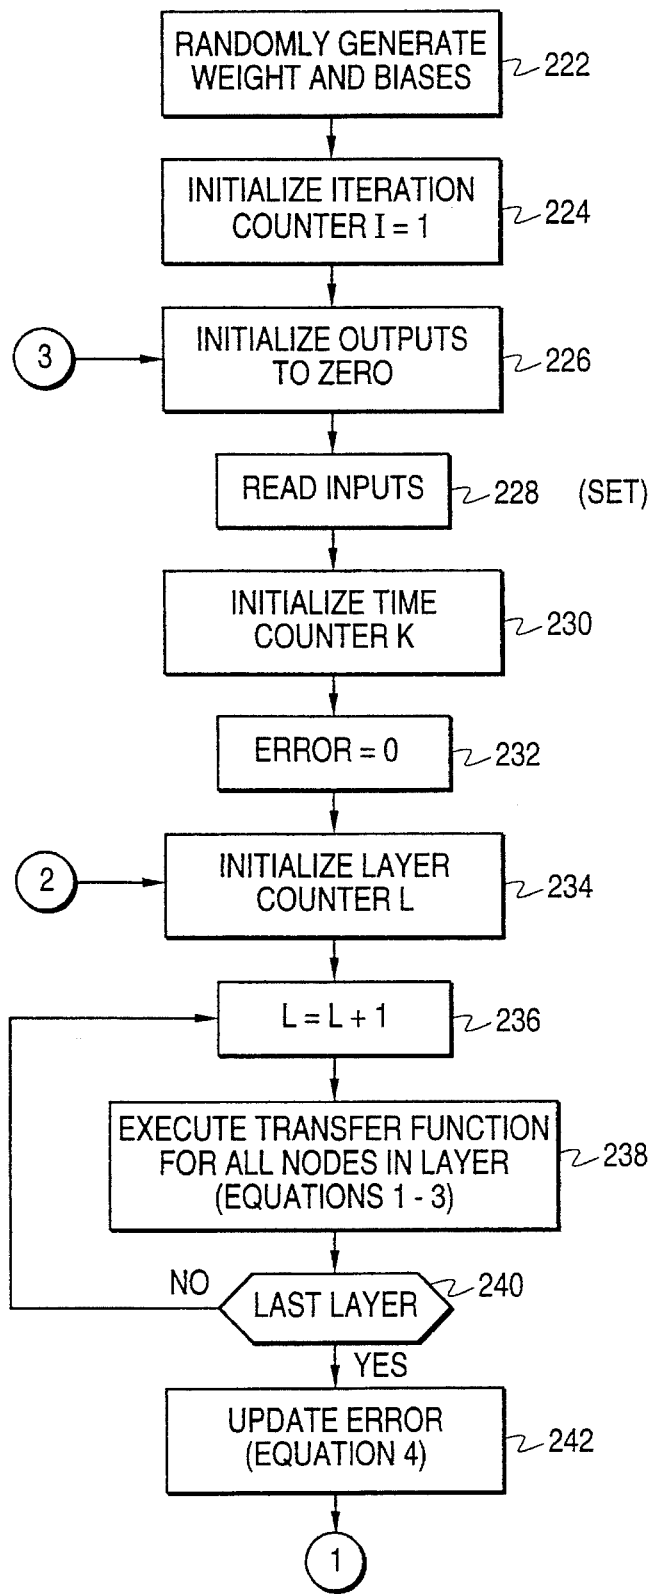 RANDOMLY GENERATE
WEIGHT AND BIASES
222
INITIALIZE ITERATION
COUNTER I = 1
224
3
INITIALIZE OUTPUTS
TO ZERO
226
READ INPUTS
228 (SET)
INITIALIZE TIME
COUNTER K
230
ERROR = 0
232
2
INITIALIZE LAYER
COUNTER L
234
L = L + 1
236
EXECUTE TRANSFER FUNCTION
FOR ALL NODES IN LAYER
(EQUATIONS 1 - 3)
238
NO
LAST LAYER
240
YES
UPDATE ERROR
(EQUATION 4)
242
1